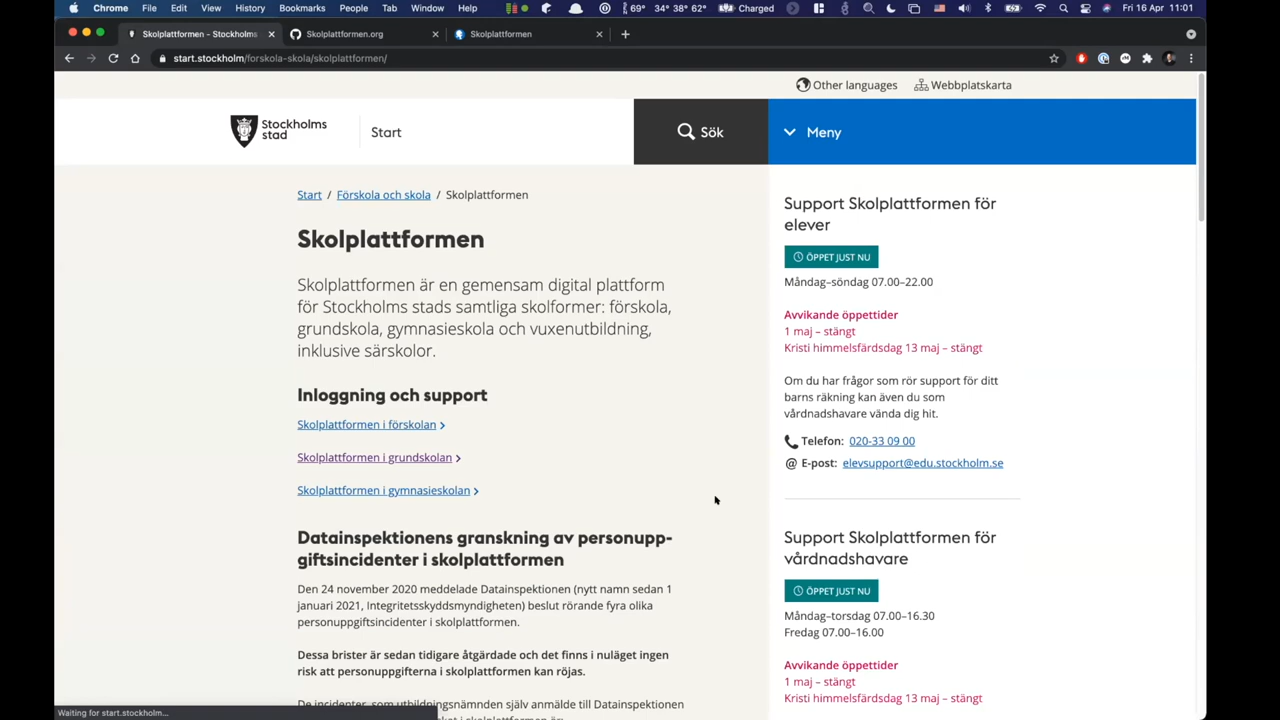 Chrome File Edit View History Bookmarks People Tab Window Help 69° 34° 38° 62° Charged Fri 16 Apr 11:01
Skolplattformen – Stockholms Skolplattformen.org Skolplattformen
start.stockholm/forskola-skola/skolplattformen/
Other languages Webbplatskarta
Stockholms
stad
Start
Sök
Meny
Start / Förskola och skola / Skolplattformen
Skolplattformen
Skolplattformen är en gemensam digital plattform
för Stockholms stads samtliga skolformer: förskola,
grundskola, gymnasieskola och vuxenutbildning,
inklusive särskolor.
Inloggning och support
Skolplattformen i förskolan
Skolplattformen i grundskolan
Skolplattformen i gymnasieskolan
Datainspektionens granskning av personupp-
giftsincidenter i skolplattformen
Den 24 november 2020 meddelade Datainspektionen (nytt namn sedan 1
januari 2021, Integritetsskyddsmyndigheten) beslut rörande fyra olika
personuppgiftsincidenter i skolplattformen.
Dessa brister är sedan tidigare åtgärdade och det finns i nuläget ingen
risk att personuppgifterna i skolplattformen kan röjas.
De incidenter, som utbildningsnämnden själv anmälde till Datainspektionen
i skolplattformen är:
Support Skolplattformen för
elever
ÖPPET JUST NU
Måndag–söndag 07.00–22.00
Avvikande öppettider
1 maj – stängt
Kristi himmelsfärdsdag 13 maj – stängt
Om du har frågor som rör support för ditt
barns räkning kan även du som
vårdnadshavare vända dig hit.
Telefon: 020-33 09 00
E-post: elevsupport@edu.stockholm.se
Support Skolplattformen för
vårdnadshavare
ÖPPET JUST NU
Måndag–torsdag 07.00–16.30
Fredag 07.00–16.00
Avvikande öppettider
1 maj – stängt
Kristi himmelsfärdsdag 13 maj – stängt
Waiting for start.stockholm...